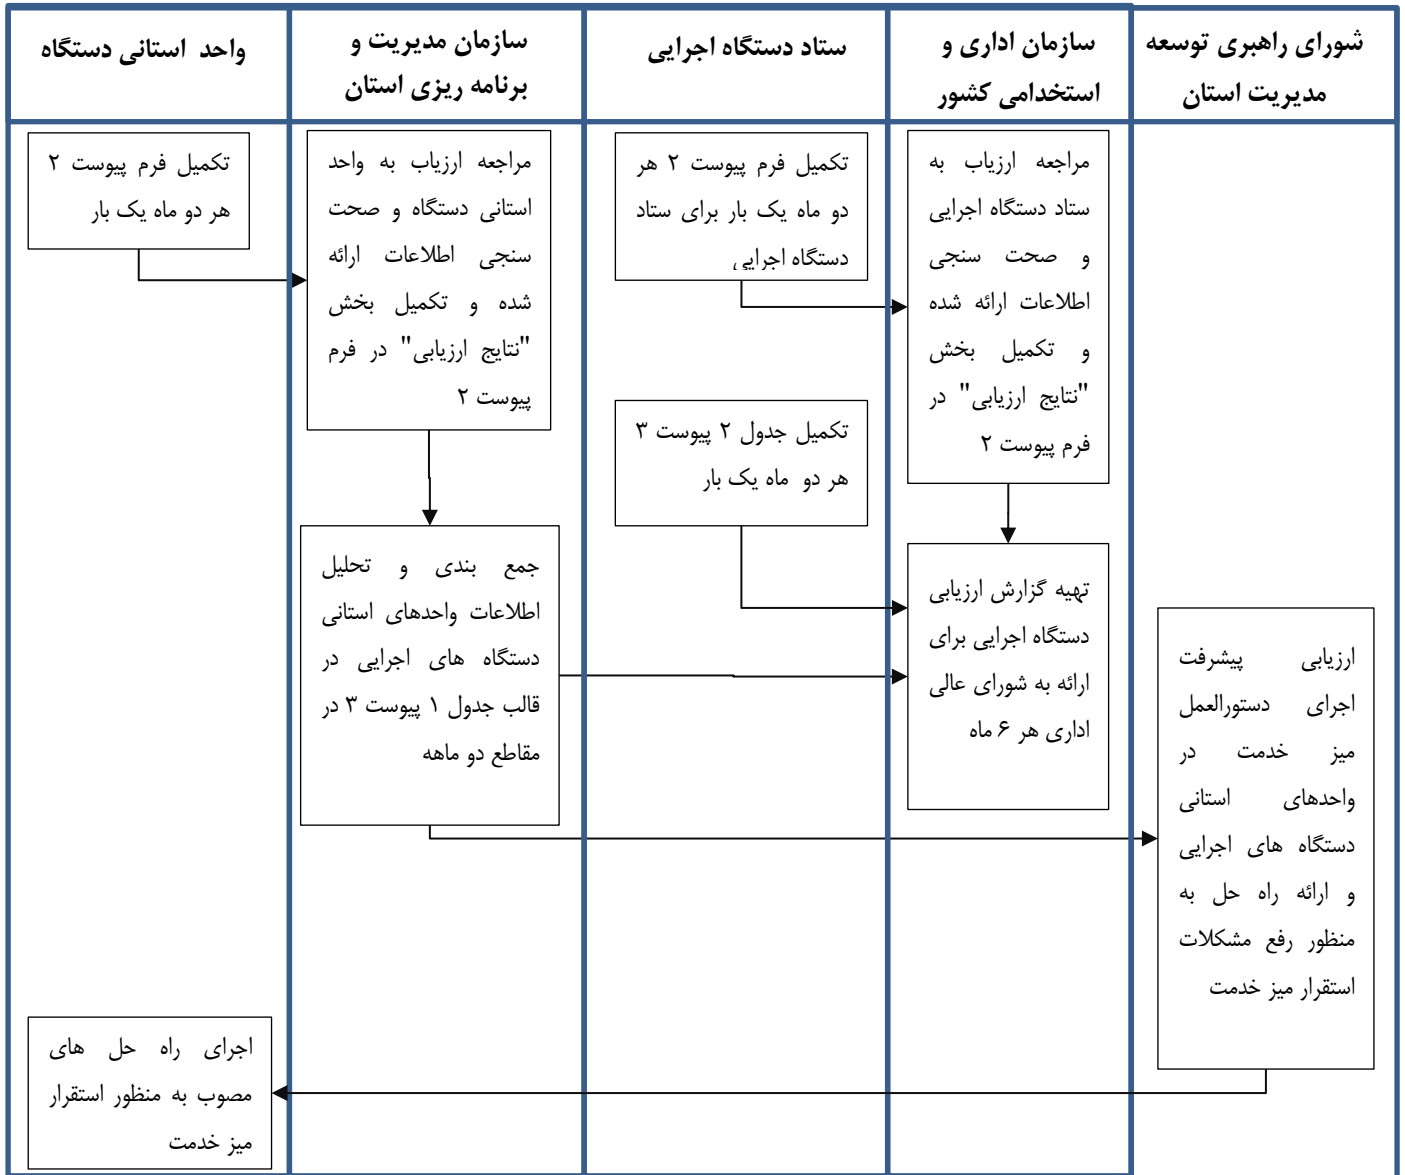 شورای راهبری توسعه
مدیریت استان
سازمان اداری و
استخدامی کشور
ستاد دستگاه اجرایی
سازمان مدیریت و
برنامه ریزی استان
واحد استانی دستگاه
مراجعه ارزیاب به
ستاد دستگاه اجرایی
و صحت سنجی
اطلاعات ارائه شده
و تکمیل بخش
"نتایج ارزیابی" در
فرم پیوست ۲
تکمیل فرم پیوست ۲ هر
دو ماه یک بار برای ستاد
دستگاه اجرایی
مراجعه ارزیاب به واحد
استانی دستگاه و صحت
سنجی اطلاعات ارائه
شده و تکمیل بخش
"نتایج ارزیابی" در فرم
پیوست ۲
تکمیل فرم پیوست ۲
هر دو ماه یک بار
تکمیل جدول ۲ پیوست ۳
هر دو ماه یک بار
تهیه گزارش ارزیابی
دستگاه اجرایی برای
ارائه به شورای عالی
اداری هر ۶ ماه
جمع بندی و تحلیل
اطلاعات واحدهای استانی
دستگاه های اجرایی در
قالب جدول ۱ پیوست ۳ در
مقاطع دو ماهه
ارزیابی پیشرفت
اجرای دستورالعمل
میز خدمت در
واحدهای استانی
دستگاه های اجرایی
و ارائه راه حل به
منظور رفع مشکلات
استقرار میز خدمت
اجرای راه حل های
مصوب به منظور استقرار
میز خدمت